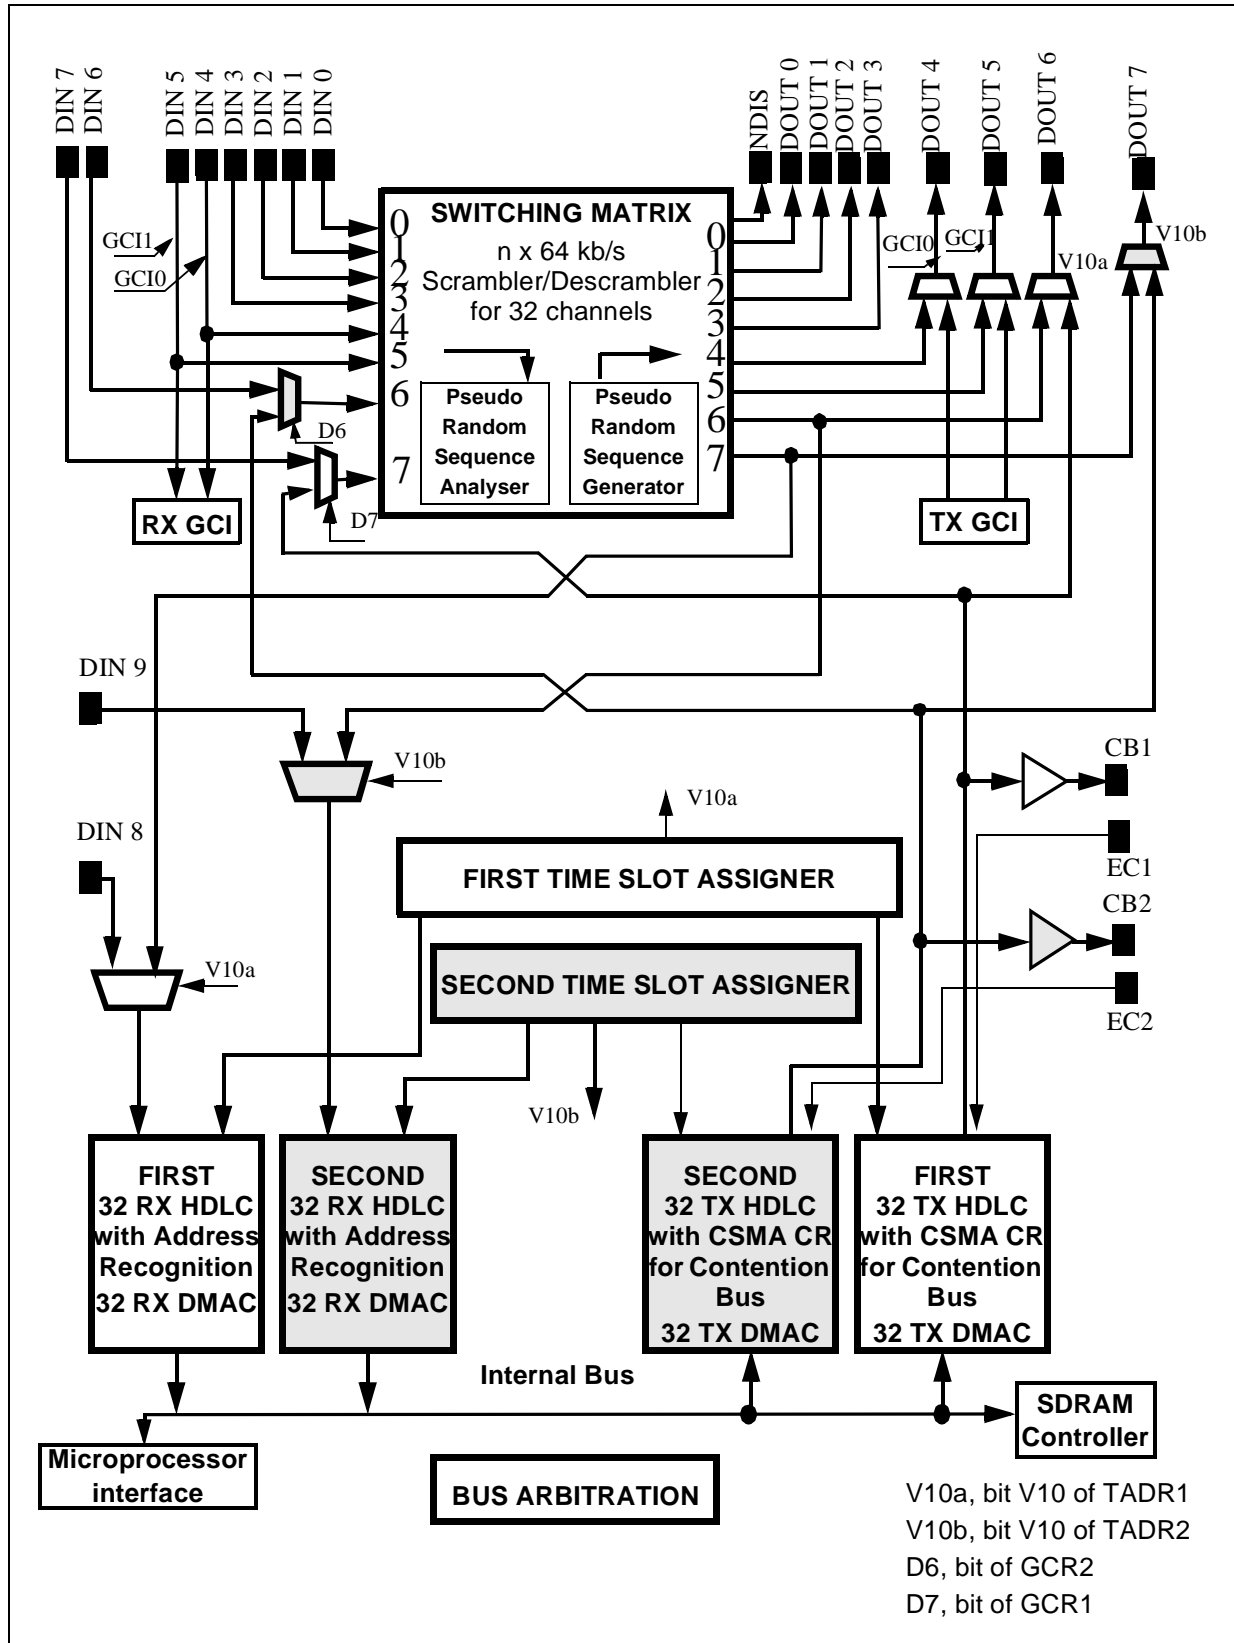 DIN 7
DIN 6
DIN 5
DIN 4
DIN 3
DIN 2
DIN 1
DIN 0
NDIS
DOUT 0
DOUT 1
DOUT 2
DOUT 3
DOUT 4
DOUT 5
DOUT 6
DOUT 7
GCI1
GCI0
SWITCHING MATRIX
n x 64 kb/s
Scrambler/Descrambler
for 32 channels
0
1
2
3
4
5
6
7
0
1
2
3
4
5
6
7
Pseudo
Random
Sequence
Analyser
Pseudo
Random
Sequence
Generator
GCI0
GCI1
V10a
V10b
D6
D7
RX GCI
TX GCI
DIN 9
V10b
DIN 8
V10a
V10a
FIRST TIME SLOT ASSIGNER
SECOND TIME SLOT ASSIGNER
V10b
CB1
EC1
CB2
EC2
FIRST
32 RX HDLC
with Address
Recognition
32 RX DMAC
SECOND
32 RX HDLC
with Address
Recognition
32 RX DMAC
SECOND
32 TX HDLC
with CSMA CR
for Contention
Bus
32 TX DMAC
FIRST
32 TX HDLC
with CSMA CR
for Contention
Bus
32 TX DMAC
Internal Bus
SDRAM
Controller
Microprocessor
interface
BUS ARBITRATION
V10a, bit V10 of TADR1
V10b, bit V10 of TADR2
D6, bit of GCR2
D7, bit of GCR1